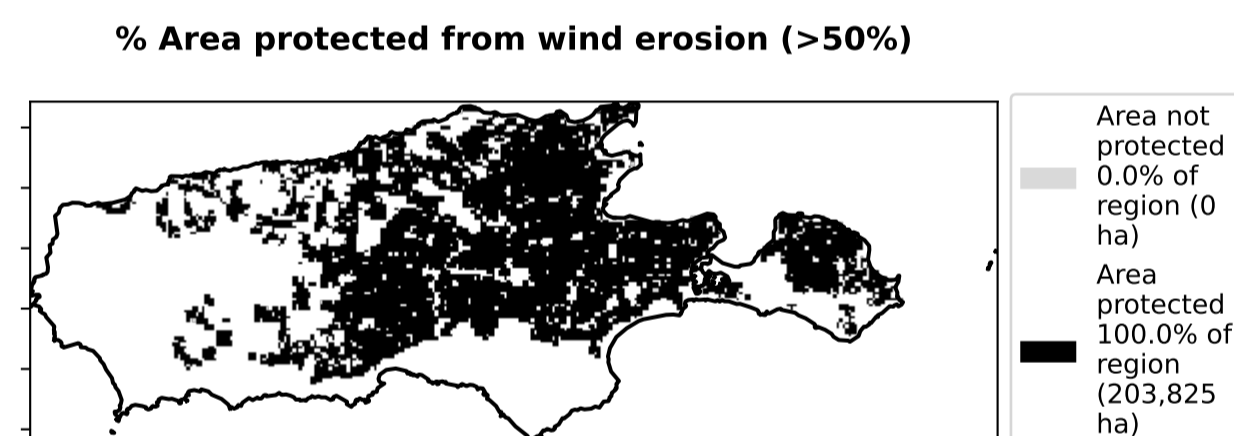 % Area protected from wind erosion (>50%)
Area not
protected
0.0% of
region (0
ha)
Area
protected
100.0% of
region
(203,825
ha)